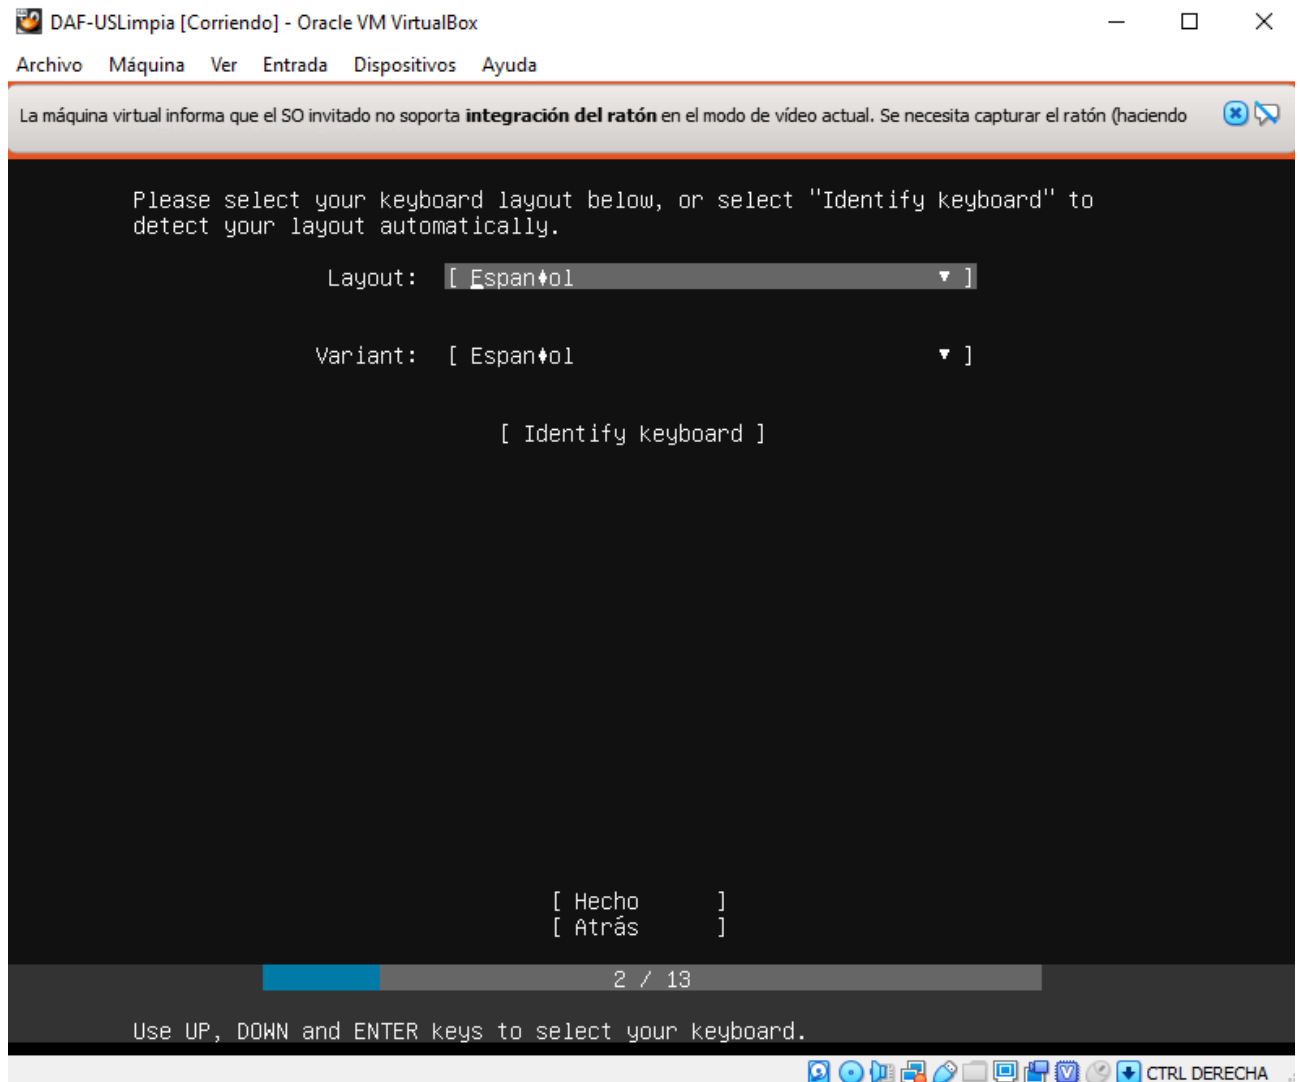 DAF-USLimpia [Corriendo] - Oracle VM VirtualBox
Archivo Máquina Ver Entrada Dispositivos Ayuda
La máquina virtual informa que el SO invitado no soporta integración del ratón en el modo de vídeo actual. Se necesita capturar el ratón (haciendo
Please select your keyboard layout below, or select "Identify keyboard" to
detect your layout automatically.
Layout: [ Espan♦ol ▾ ]
Variant: [ Espan♦ol ▾ ]
[ Identify keyboard ]
[ Hecho ]
[ Atrás ]
2 / 13
Use UP, DOWN and ENTER keys to select your keyboard.
CTRL DERECHA